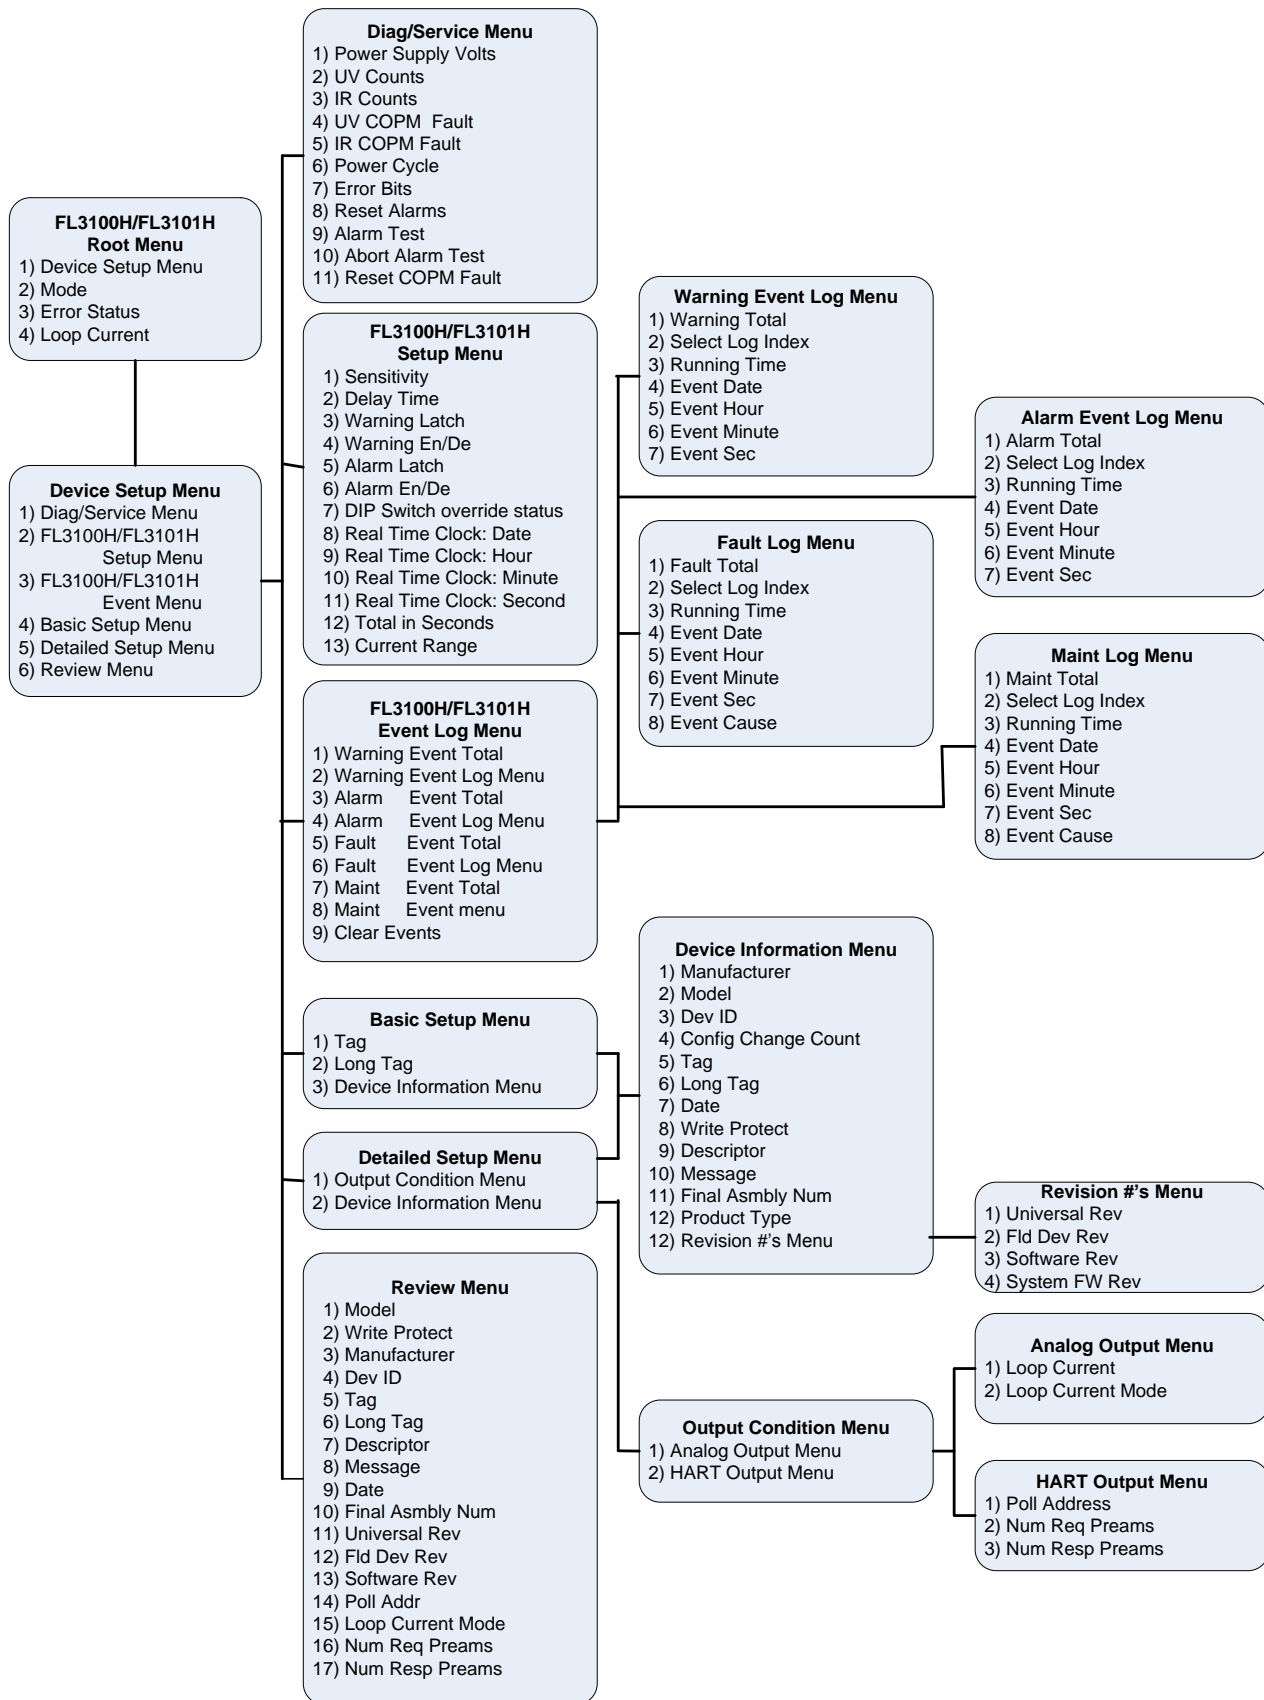 FL3100H/FL3101H
Root Menu
1) Device Setup Menu
2) Mode
3) Error Status
4) Loop Current
Device Setup Menu
1) Diag/Service Menu
2) FL3100H/FL3101H
Setup Menu
3) FL3100H/FL3101H
Event Menu
4) Basic Setup Menu
5) Detailed Setup Menu
6) Review Menu
Diag/Service Menu
1) Power Supply Volts
2) UV Counts
3) IR Counts
4) UV COPM Fault
5) IR COPM Fault
6) Power Cycle
7) Error Bits
8) Reset Alarms
9) Alarm Test
10) Abort Alarm Test
11) Reset COPM Fault
FL3100H/FL3101H
Setup Menu
1) Sensitivity
2) Delay Time
3) Warning Latch
4) Warning En/De
5) Alarm Latch
6) Alarm En/De
7) DIP Switch override status
8) Real Time Clock: Date
9) Real Time Clock: Hour
10) Real Time Clock: Minute
11) Real Time Clock: Second
12) Total in Seconds
13) Current Range
FL3100H/FL3101H
Event Log Menu
1) Warning Event Total
2) Warning Event Log Menu
3) Alarm Event Total
4) Alarm Event Log Menu
5) Fault Event Total
6) Fault Event Log Menu
7) Maint Event Total
8) Maint Event menu
9) Clear Events
Basic Setup Menu
1) Tag
2) Long Tag
3) Device Information Menu
Detailed Setup Menu
1) Output Condition Menu
2) Device Information Menu
Review Menu
1) Model
2) Write Protect
3) Manufacturer
4) Dev ID
5) Tag
6) Long Tag
7) Descriptor
8) Message
9) Date
10) Final Asmbly Num
11) Universal Rev
12) Fld Dev Rev
13) Software Rev
14) Poll Addr
15) Loop Current Mode
16) Num Req Preams
17) Num Resp Preams
Warning Event Log Menu
1) Warning Total
2) Select Log Index
3) Running Time
4) Event Date
5) Event Hour
6) Event Minute
7) Event Sec
Fault Log Menu
1) Fault Total
2) Select Log Index
3) Running Time
4) Event Date
5) Event Hour
6) Event Minute
7) Event Sec
8) Event Cause
Device Information Menu
1) Manufacturer
2) Model
3) Dev ID
4) Config Change Count
5) Tag
6) Long Tag
7) Date
8) Write Protect
9) Descriptor
10) Message
11) Final Asmbly Num
12) Product Type
12) Revision #'s Menu
Output Condition Menu
1) Analog Output Menu
2) HART Output Menu
Alarm Event Log Menu
1) Alarm Total
2) Select Log Index
3) Running Time
4) Event Date
5) Event Hour
6) Event Minute
7) Event Sec
Maint Log Menu
1) Maint Total
2) Select Log Index
3) Running Time
4) Event Date
5) Event Hour
6) Event Minute
7) Event Sec
8) Event Cause
Revision #'s Menu
1) Universal Rev
2) Fld Dev Rev
3) Software Rev
4) System FW Rev
Analog Output Menu
1) Loop Current
2) Loop Current Mode
HART Output Menu
1) Poll Address
2) Num Req Preams
3) Num Resp Preams